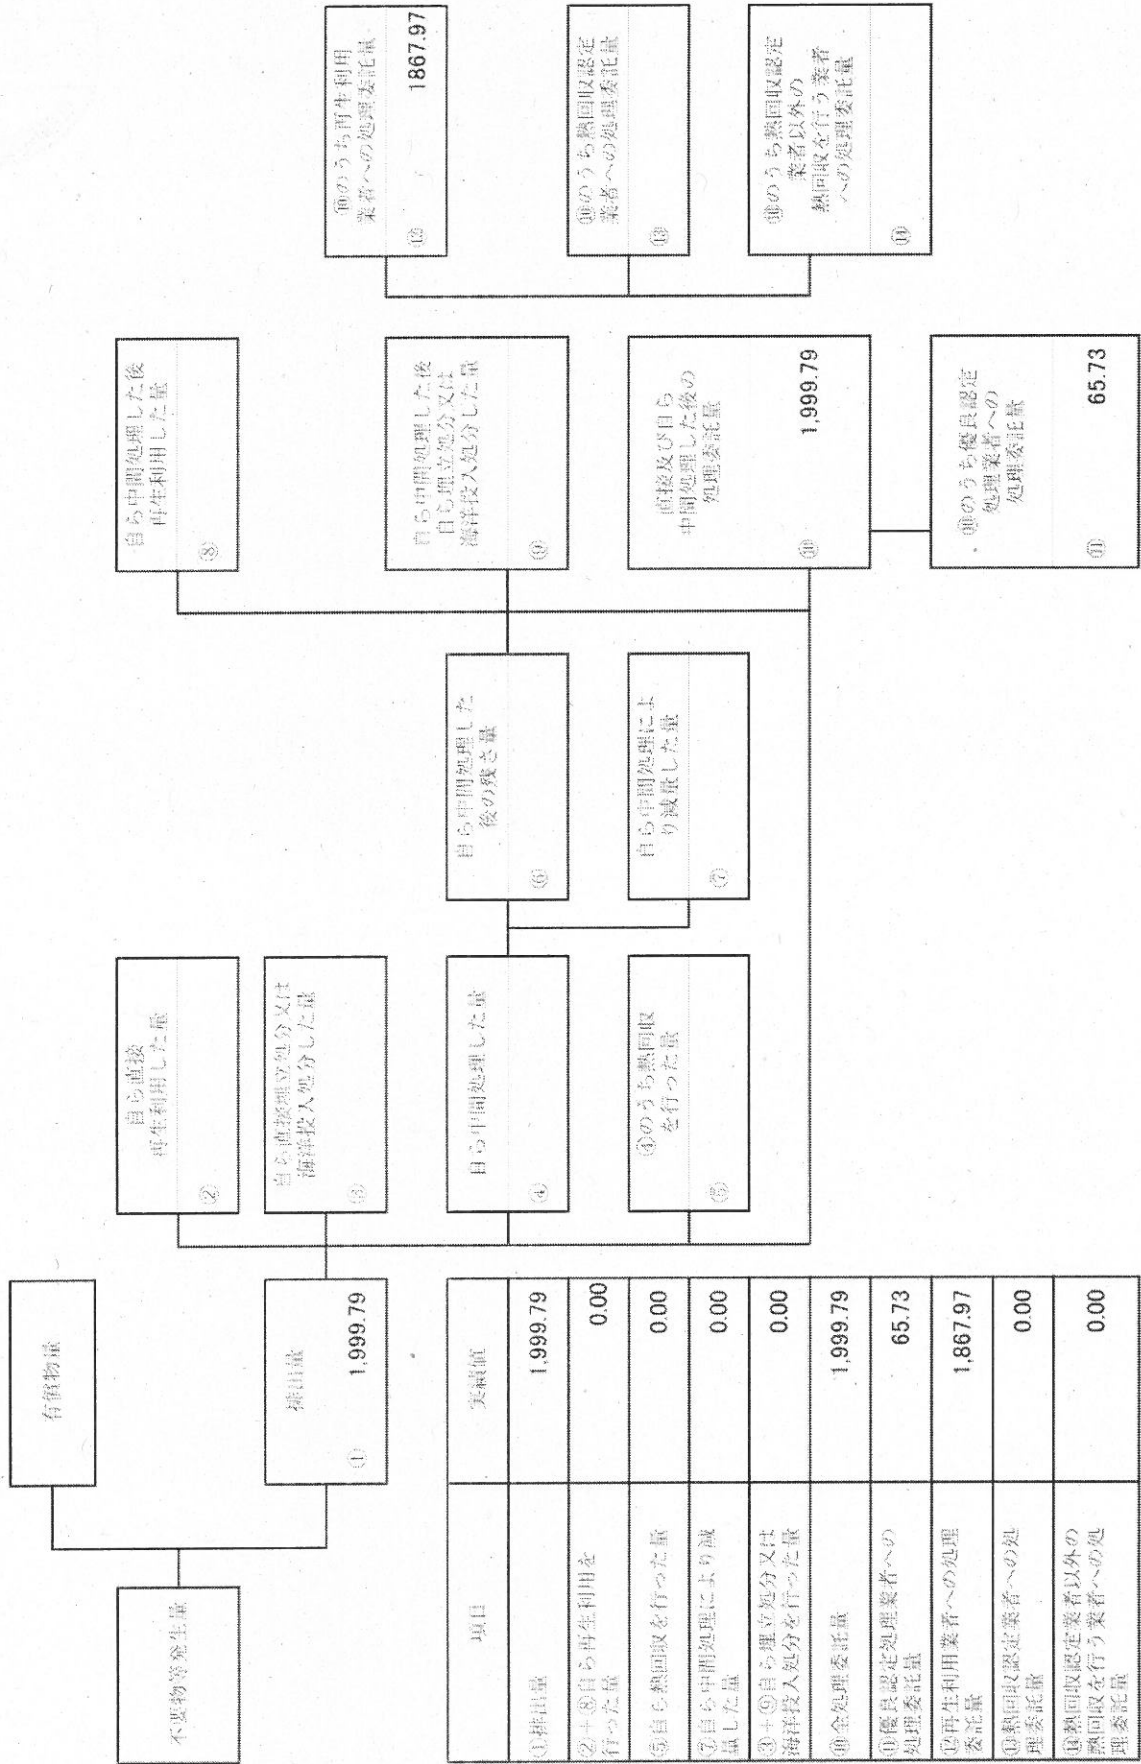 不要物等発生量
有償物量
排出量
① 1,999.79
自ら直接
再生利用した量
②
自ら直接埋立処分又は
海洋投入処分した量
③
自ら中間処理した量
④
④のうち熱回収
を行った量
⑤
自ら中間処理した
後の残さ量
⑥
自ら中間処理によ
り減量した量
⑦
自ら中間処理した後
再生利用した量
⑧
自ら中間処理した後
自ら埋立処分又は
海洋投入処分した量
⑨
直接及び自ら
中間処理した後の
処理委託量
⑩ 1,999.79
⑩のうち優良認定
処理業者への
処理委託量
⑪ 65.73
⑩のうち再生利用
業者への処理委託量
⑫ 1867.97
⑩のうち熱回収認定
業者への処理委託量
⑬
⑩のうち熱回収認定
業者以外の
熱回収を行う業者
への処理委託量
⑭
項目 実績値
①排出量 1,999.79
②+⑧自ら再生利用を
行った量 0.00
⑤自ら熱回収を行った量 0.00
⑦自ら中間処理により減
量した量 0.00
③+⑨自ら埋立処分又は
海洋投入処分を行った量 0.00
⑩全処理委託量 1,999.79
⑪優良認定処理業者への
処理委託量 65.73
⑫再生利用業者への処理
委託量 1,867.97
⑬熱回収認定業者への処
理委託量 0.00
⑭熱回収認定業者以外の
熱回収を行う業者への処
理委託量 0.00